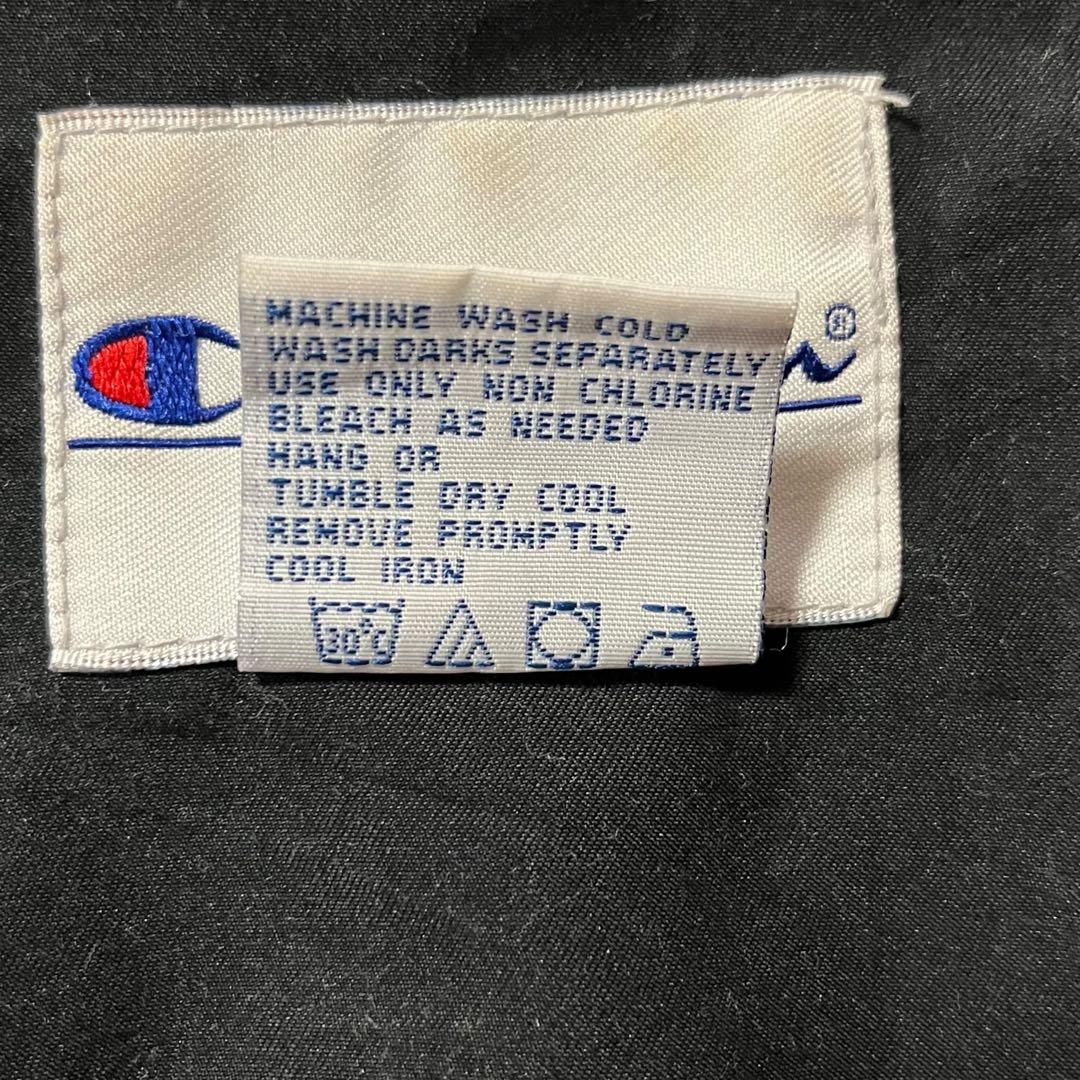 MACHINE WASH COLD
WASH DARKS SEPARATELY
USE ONLY NON CHLORINE
BLEACH AS NEEDED
HANG OR
TUMBLE DRY COOL
REMOVE PROMPTLY
COOL IRON
30°C
®